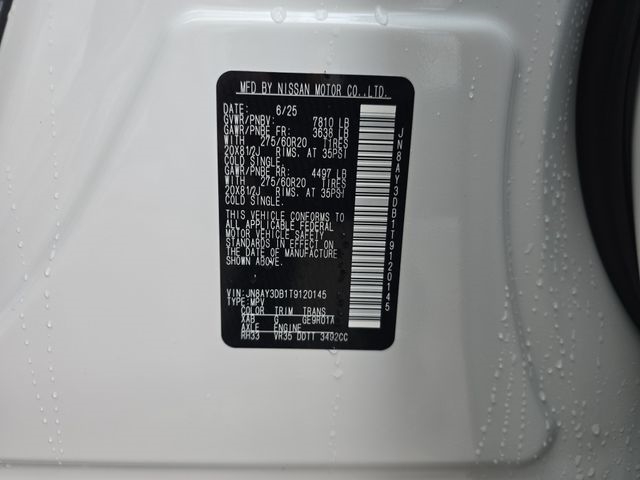 MFD BY NISSAN MOTOR CO.,LTD.
DATE: 6/25
GVWR/PNBV: 7810 LB
GAWR/PNBE FR: 3638 LB
WITH 275/60R20 TIRES
20X81/2J RIMS, AT 35PSI
COLD SINGLE.
GAWR/PNBE RR: 4497 LB
WITH 275/60R20 TIRES
20X81/2J RIMS, AT 35PSI
COLD SINGLE.
THIS VEHICLE CONFORMS TO
ALL APPLICABLE FEDERAL
MOTOR VEHICLE SAFETY
STANDARDS IN EFFECT ON
THE DATE OF MANUFACTURE
SHOWN ABOVE.
VIN: JN8AY3DB1T9120145
TYPE: MPV
COLOR TRIM TRANS
XAB G GE9R01A
AXLE ENGINE
RH33 VR35 DDTT 3492CC
JN8AY3DB1T9120145